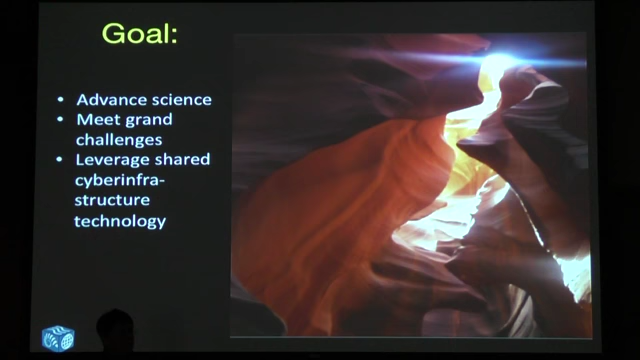 Goal:
• Advance science
• Meet grand
challenges
• Leverage shared
cyberinfra-
structure
technology